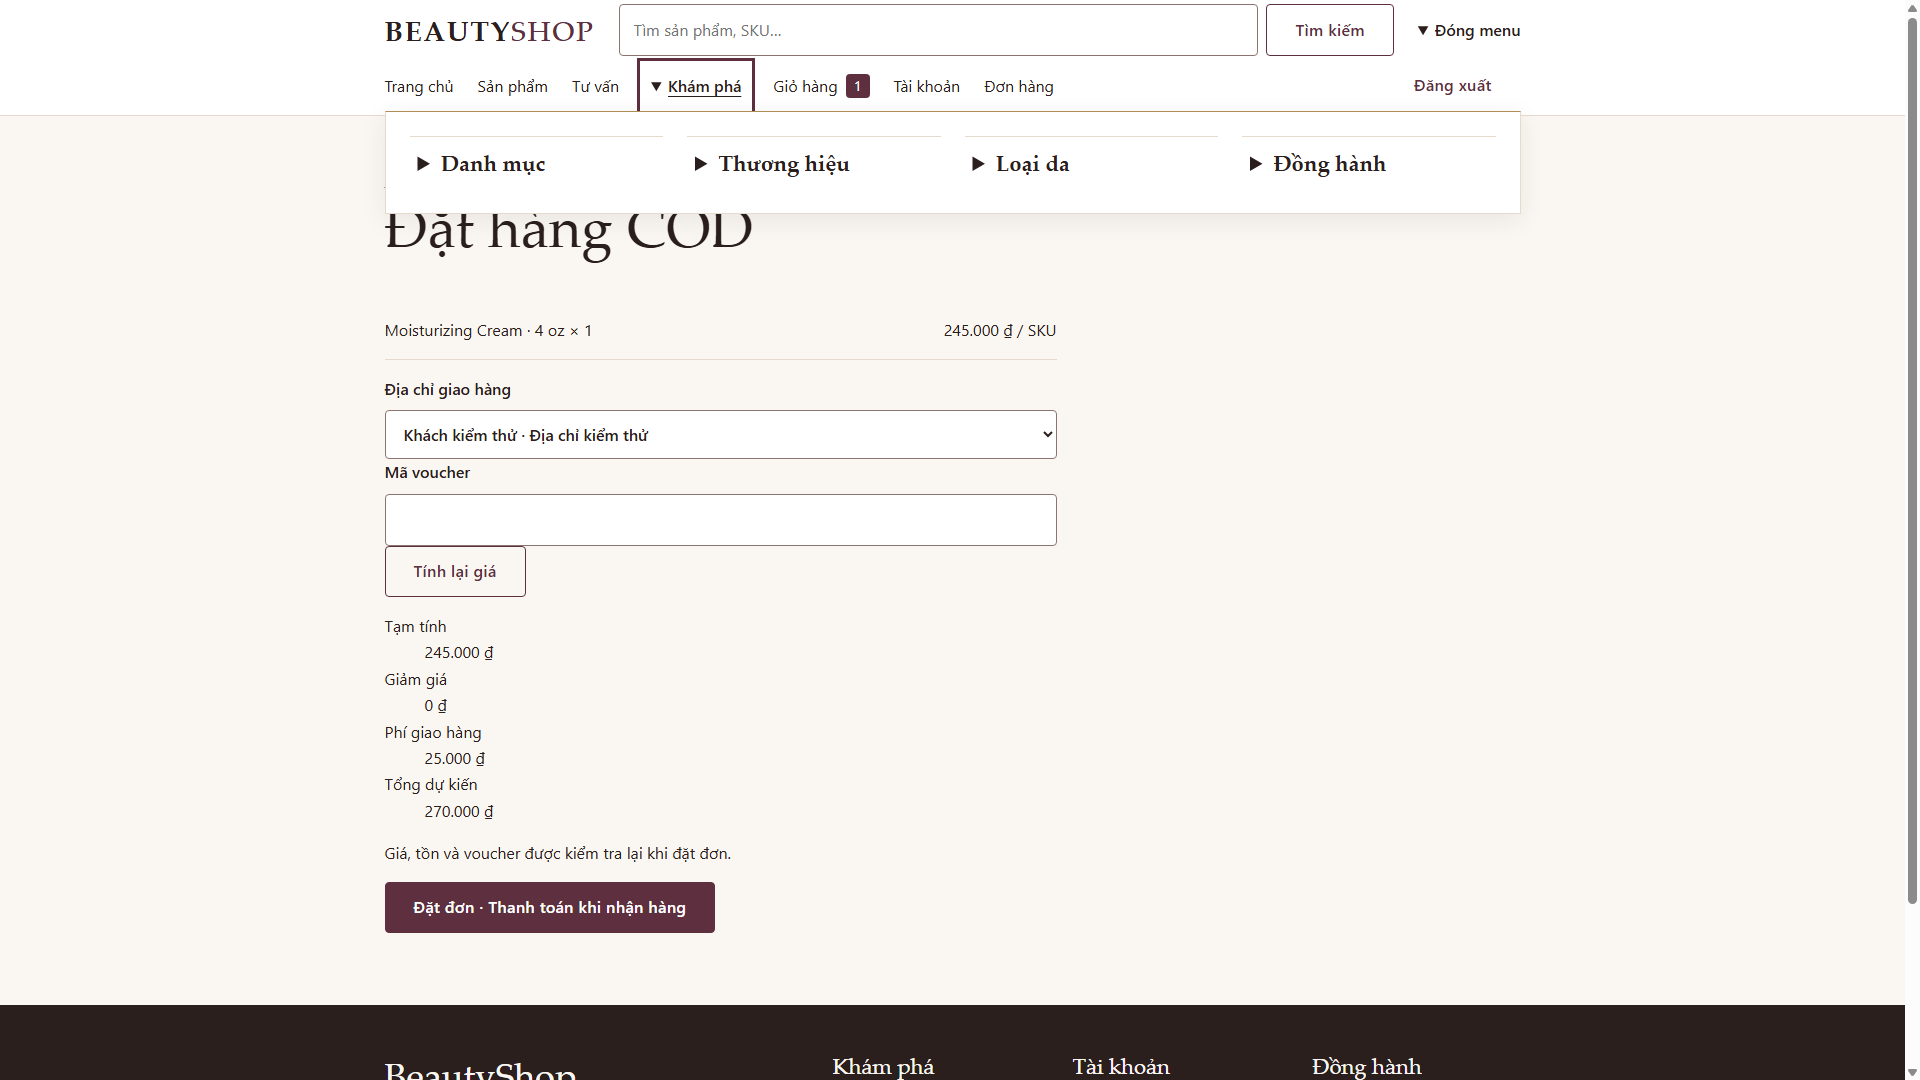 BEAUTYSHOP
Tìm sản phẩm, SKU...
Tìm kiếm
▼ Đóng menu
Trang chủ
Sản phẩm
Tư vấn
▼ Khám phá
Giỏ hàng 1
Tài khoản
Đơn hàng
Đăng xuất
▶ Danh mục
▶ Thương hiệu
▶ Loại da
▶ Đồng hành
Đặt hàng COD
Moisturizing Cream · 4 oz × 1
245.000 ₫ / SKU
Địa chỉ giao hàng
Khách kiểm thử · Địa chỉ kiểm thử
Mã voucher
Tính lại giá
Tạm tính
245.000 ₫
Giảm giá
0 ₫
Phí giao hàng
25.000 ₫
Tổng dự kiến
270.000 ₫
Giá, tồn và voucher được kiểm tra lại khi đặt đơn.
Đặt đơn · Thanh toán khi nhận hàng
BeautyShop
Khám phá
Tài khoản
Đồng hành